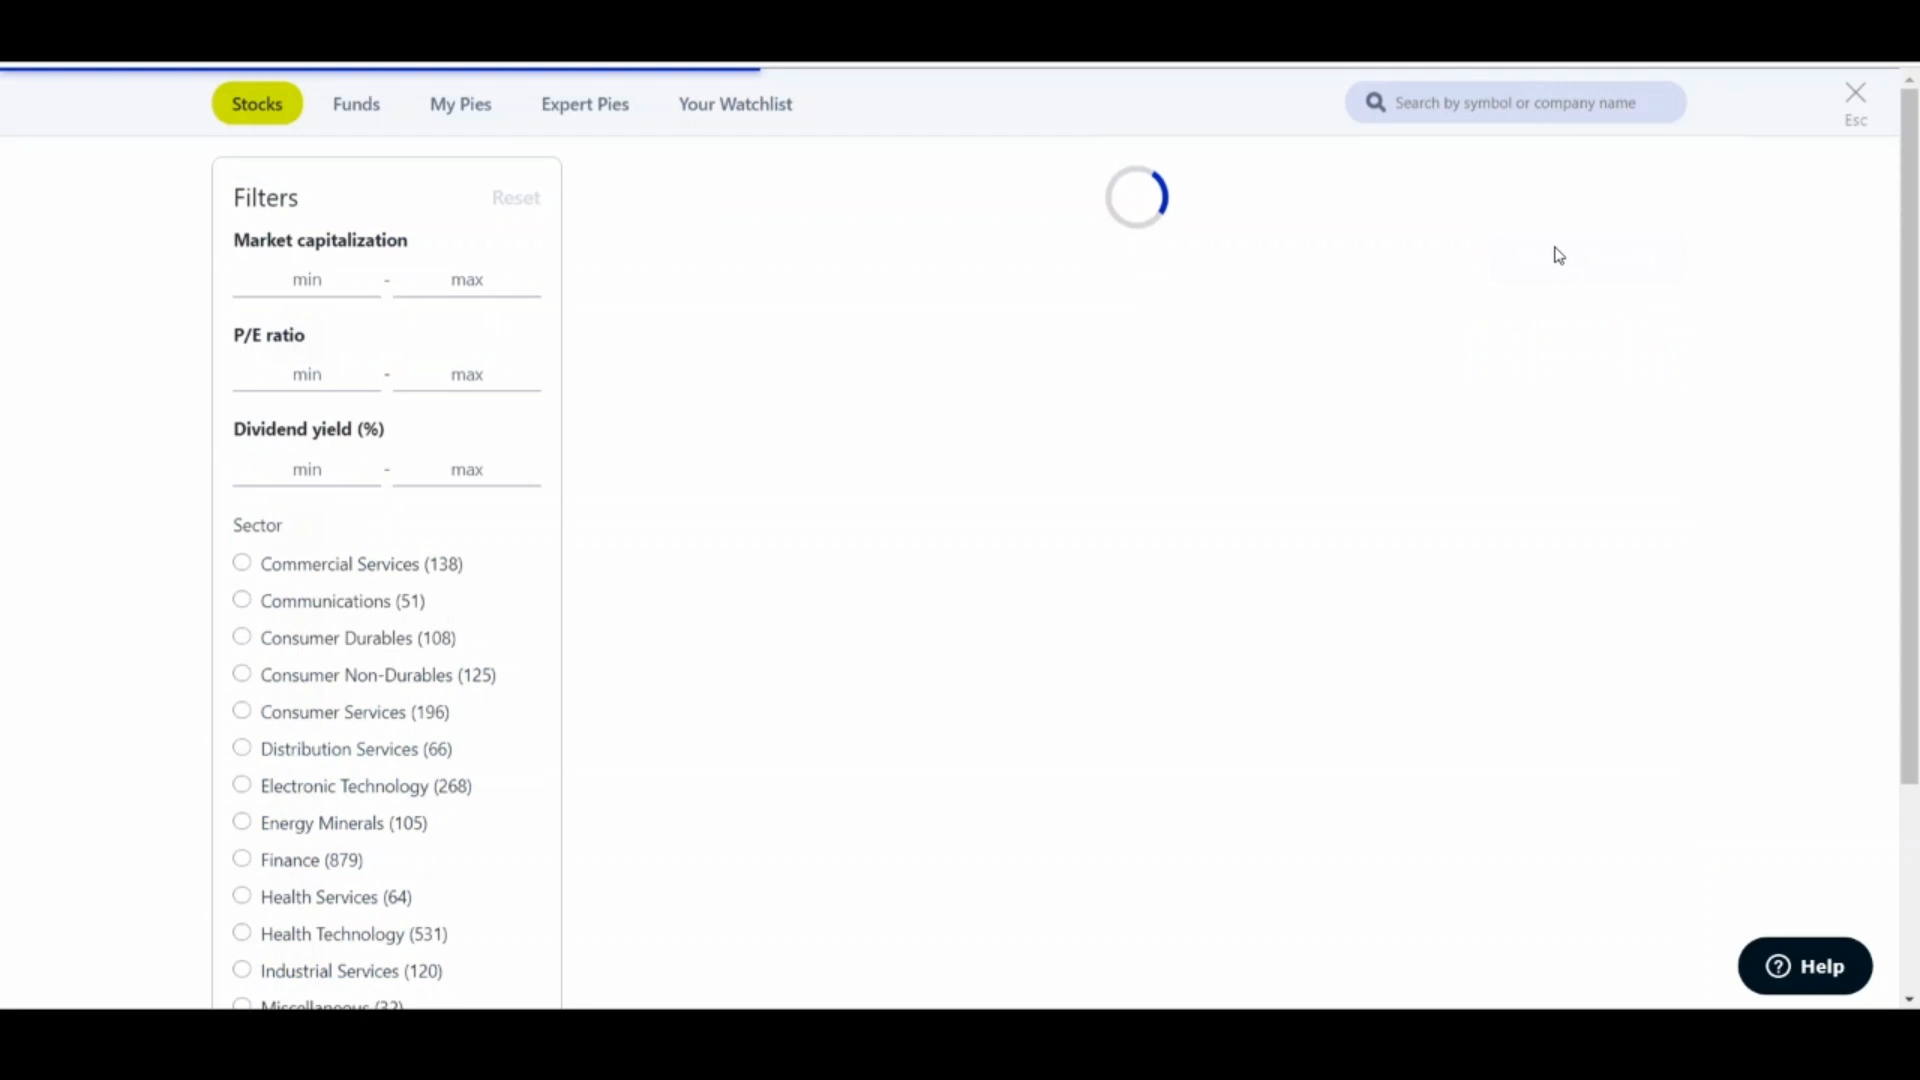 Stocks Funds My Pies Expert Pies Your Watchlist Search by symbol or company name
Esc
Filters Reset
Market capitalization
min - max
P/E ratio
min - max
Dividend yield (%)
min - max
Sector
Commercial Services (138)
Communications (51)
Consumer Durables (108)
Consumer Non-Durables (125)
Consumer Services (196)
Distribution Services (66)
Electronic Technology (268)
Energy Minerals (105)
Finance (879)
Health Services (64)
Health Technology (531)
Industrial Services (120)
Miscellaneous (32)
? Help